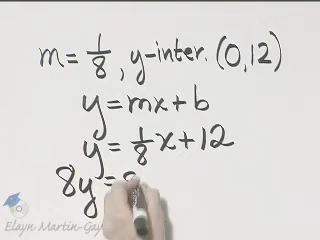 m = 1/8, y-inter. (0,12)
y = mx + b
y = 1/8 x + 12
8y =
Elayn Martin-Gay